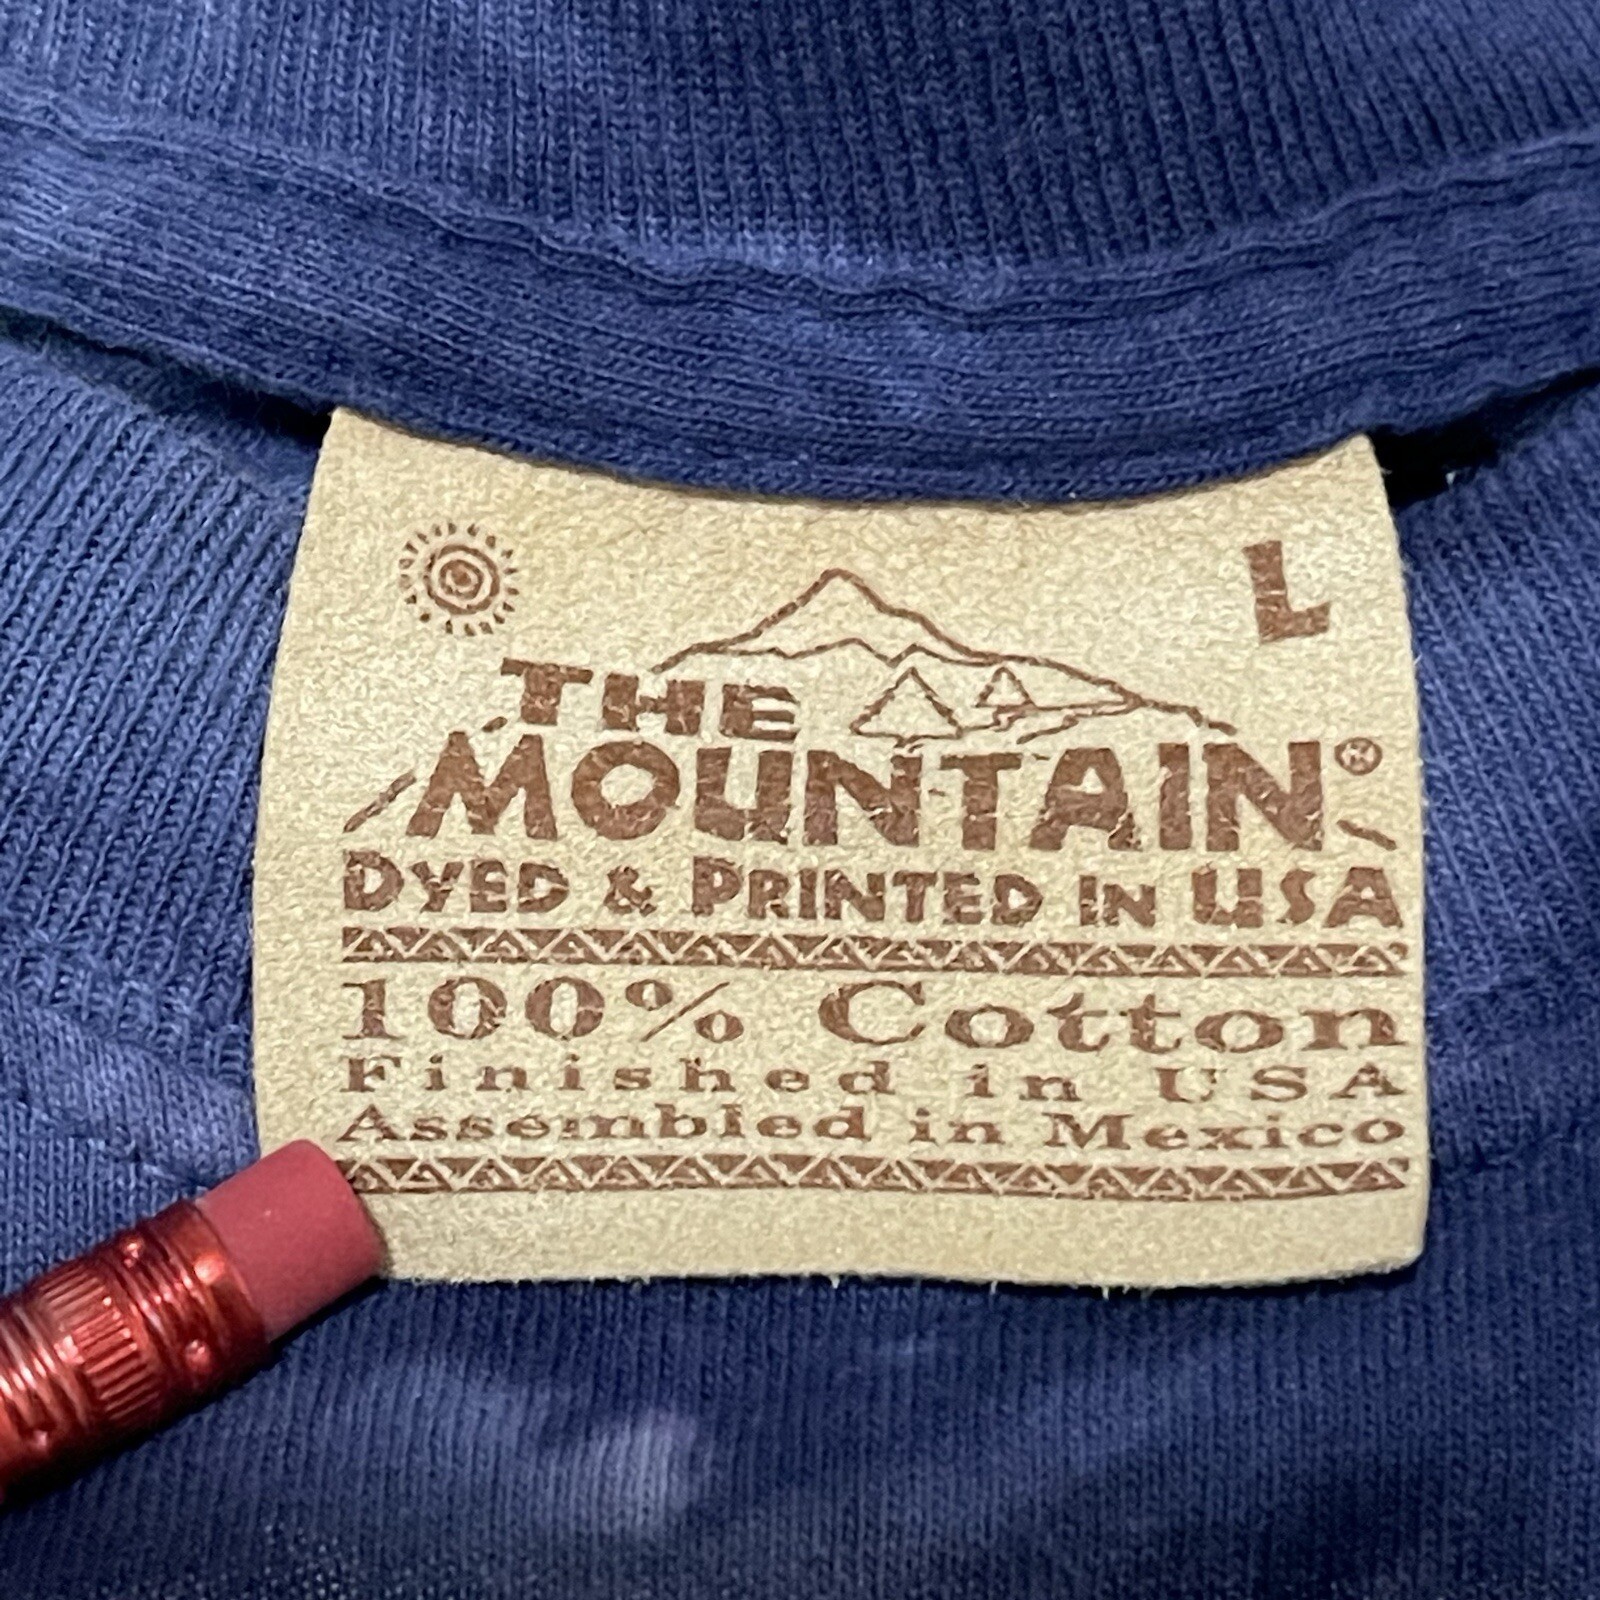 L
THE
MOUNTAIN®
DYED & PRINTED IN USA
100% Cotton
Finished in USA
Assembled in Mexico